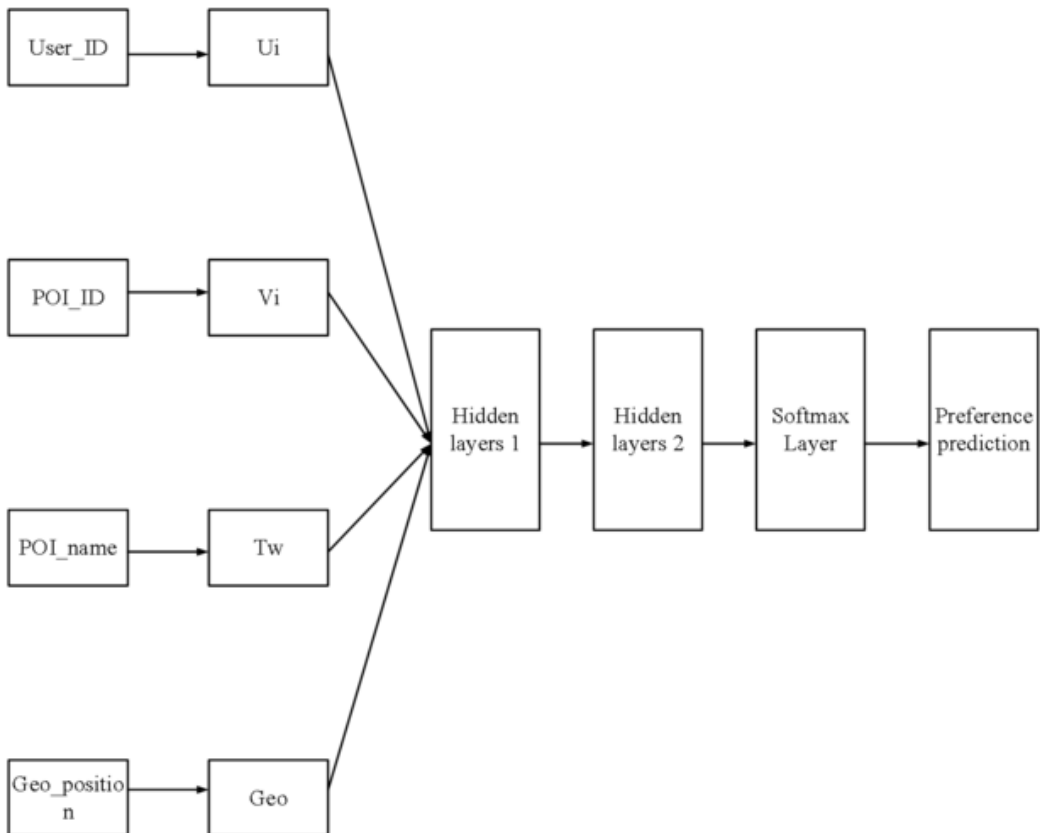 User_ID
Ui
POI_ID
Vi
Hidden
layers 1
Hidden
layers 2
Softmax
Layer
Preference
prediction
POI_name
Tw
Geo_positio
n
Geo